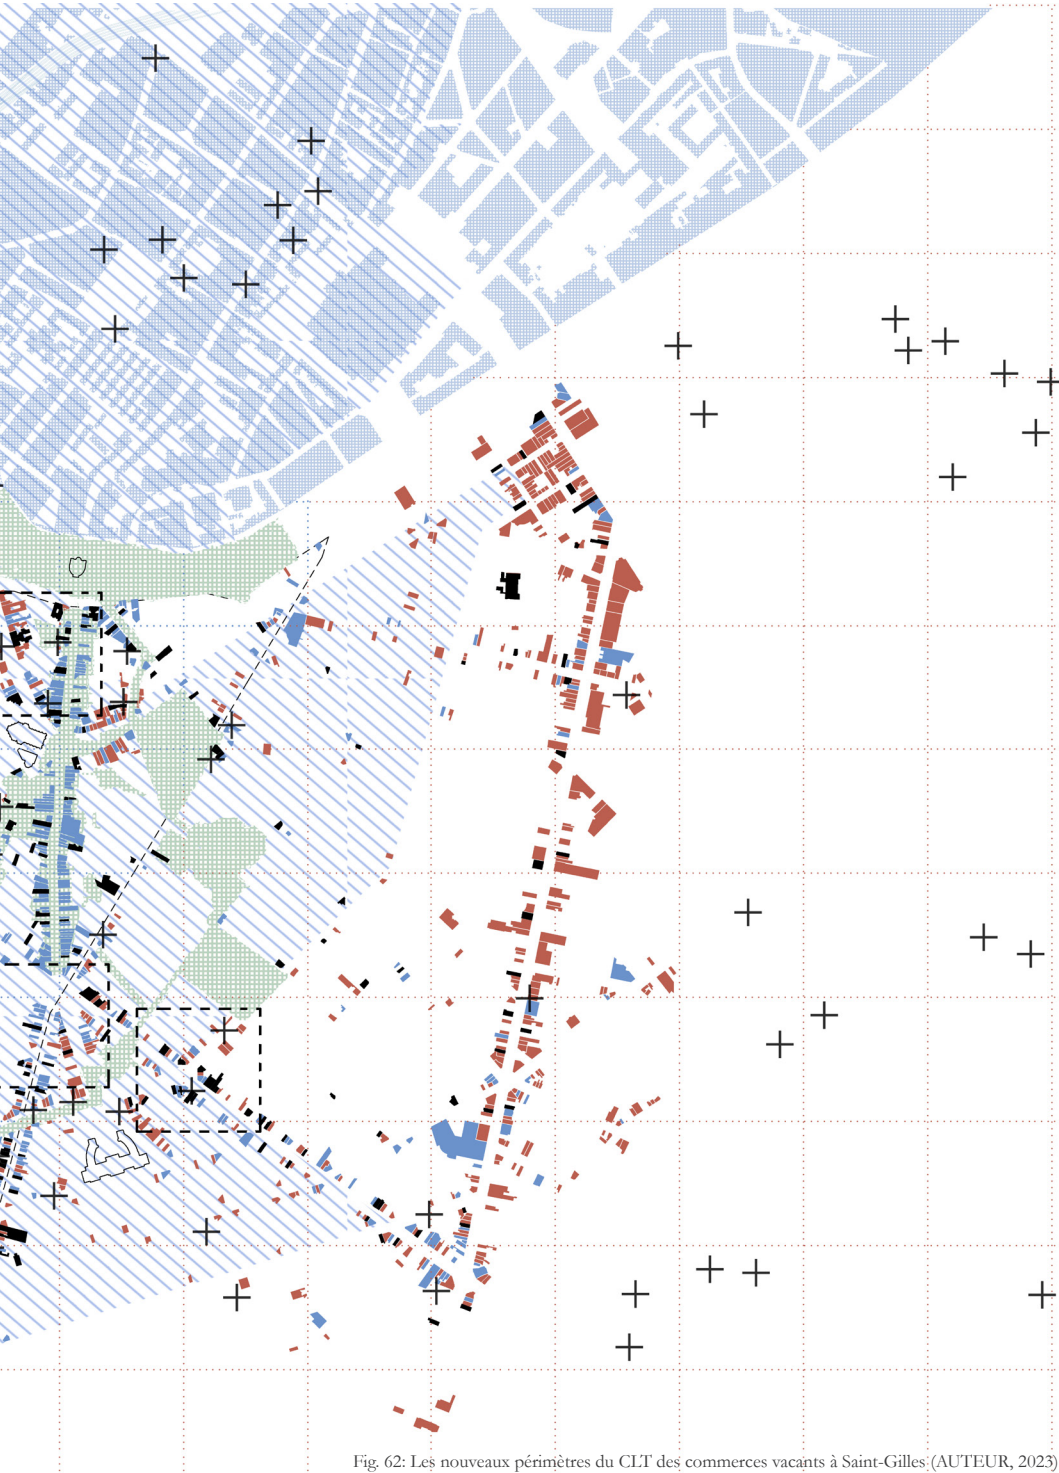 Fig. 62: Les nouveaux périmètres du CLT des commerces vacants à Saint-Gilles (AUTEUR, 2023)